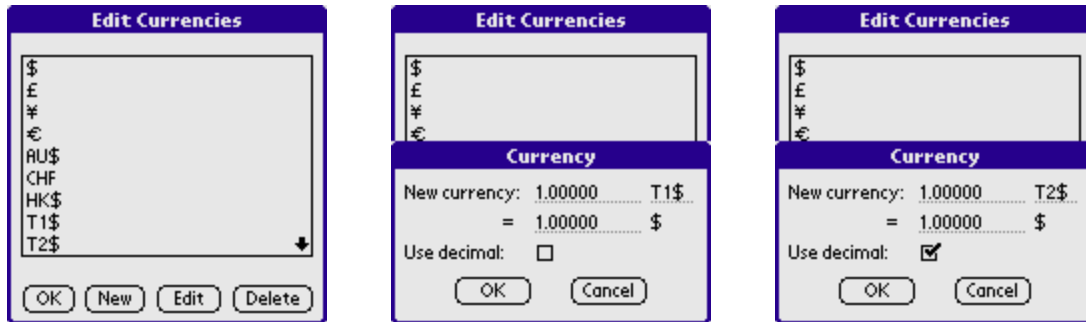 Edit Currencies
$
£
¥
€
AU$
CHF
HK$
T1$
T2$
OK New Edit Delete
Edit Currencies
$
£
¥
€
Currency
New currency: 1.00000 T1$
= 1.00000 $
Use decimal:
OK Cancel
Edit Currencies
$
£
¥
€
Currency
New currency: 1.00000 T2$
= 1.00000 $
Use decimal:
OK Cancel